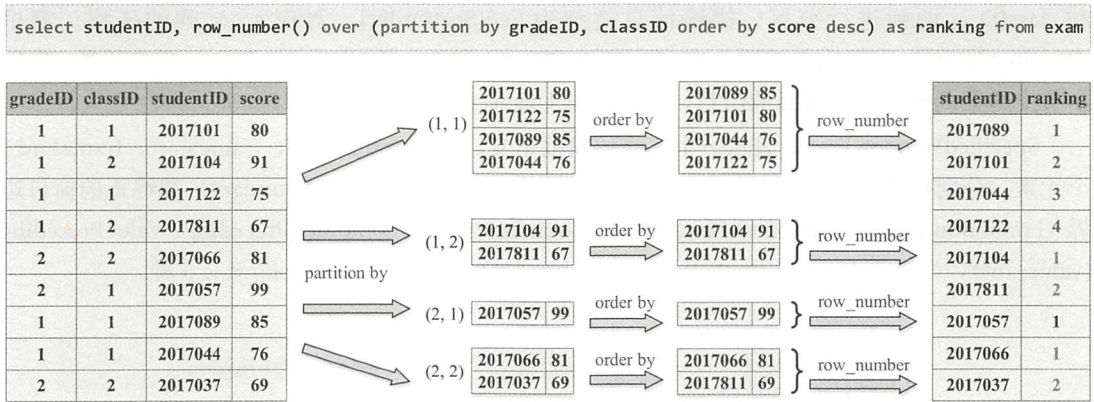 select studentID, row_number() over (partition by gradeID, classID order by score desc) as ranking from exam
gradeID classID studentID score
1 1 2017101 80
1 2 2017104 91
1 1 2017122 75
1 2 2017811 67
2 2 2017066 81
2 1 2017057 99
1 1 2017089 85
1 1 2017044 76
2 2 2017037 69
partition by
(1, 1)
2017101 80
2017122 75
2017089 85
2017044 76
order by
2017089 85
2017101 80
2017044 76
2017122 75
row_number
(1, 2)
2017104 91
2017811 67
order by
2017104 91
2017811 67
row_number
(2, 1)
2017057 99
order by
2017057 99
row_number
(2, 2)
2017066 81
2017037 69
order by
2017066 81
2017811 69
row_number
studentID ranking
2017089 1
2017101 2
2017044 3
2017122 4
2017104 1
2017811 2
2017057 1
2017066 1
2017037 2